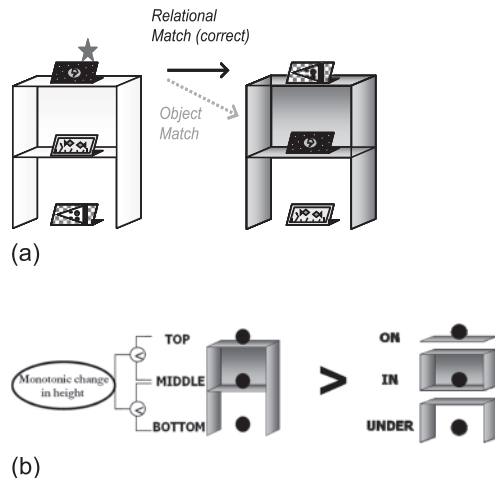 Relational
Match (correct)
Object
Match
(a)
TOP
Monotonic change
in height
MIDDLE
BOTTOM
>
ON
IN
UNDER
(b)